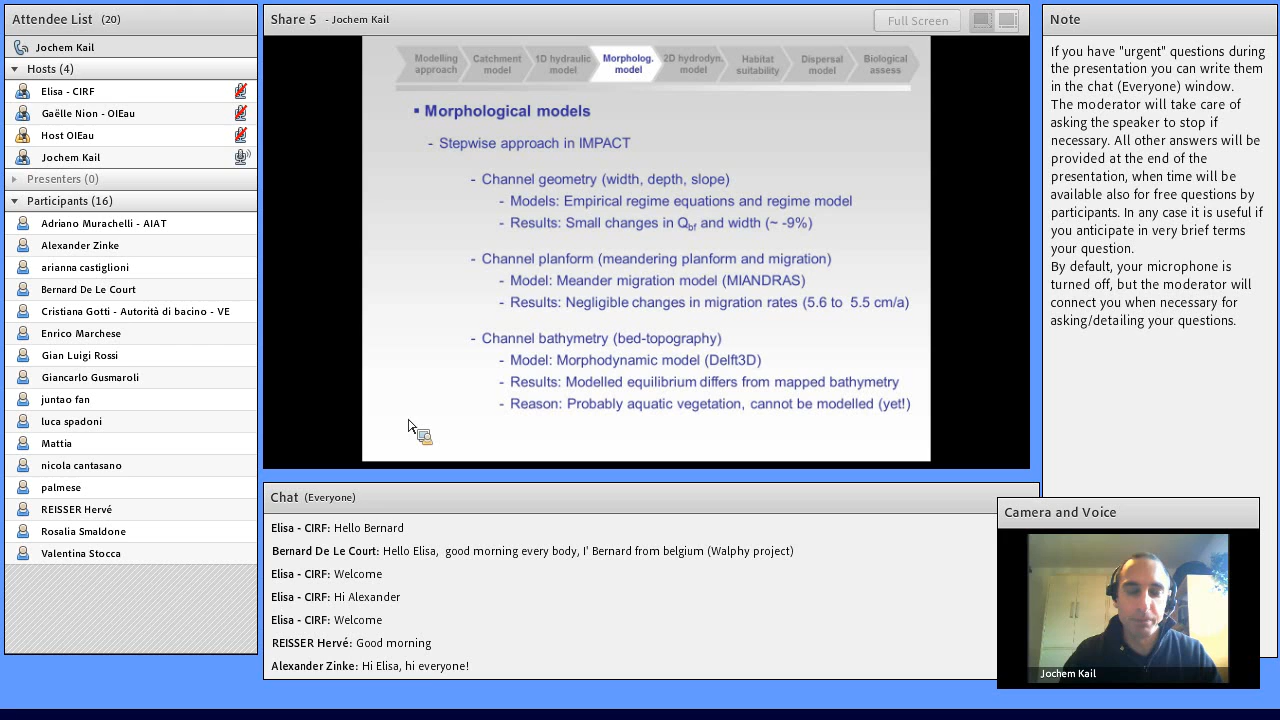 Attendee List (20)
Jochem Kail
Hosts (4)
Elisa - CIRF
Gaëlle Nion - OIEau
Host OIEau
Jochem Kail
Presenters (0)
Participants (16)
Adriano Murachelli - AIAT
Alexander Zinke
arianna castiglioni
Bernard De Le Court
Cristiana Gotti - Autorità di bacino - VE
Enrico Marchese
Gian Luigi Rossi
Giancarlo Gusmaroli
juntao fan
luca spadoni
Mattia
nicola cantasano
palmese
REISSER Hervé
Rosalia Smaldone
Valentina Stocca
Share 5 - Jochem Kail
Full Screen
Modelling approach
Catchment model
1D hydraulic model
Morpholog. model
2D hydrodyn. model
Habitat suitability
Dispersal model
Biological assess
▪ Morphological models
- Stepwise approach in IMPACT
- Channel geometry (width, depth, slope)
- Models: Empirical regime equations and regime model
- Results: Small changes in Qbf and width (~ -9%)
- Channel planform (meandering planform and migration)
- Model: Meander migration model (MIANDRAS)
- Results: Negligible changes in migration rates (5.6 to 5.5 cm/a)
- Channel bathymetry (bed-topography)
- Model: Morphodynamic model (Delft3D)
- Results: Modelled equilibrium differs from mapped bathymetry
- Reason: Probably aquatic vegetation, cannot be modelled (yet!)
Chat (Everyone)
Elisa - CIRF: Hello Bernard
Bernard De Le Court: Hello Elisa, good morning every body, I' Bernard from belgium (Walphy project)
Elisa - CIRF: Welcome
Elisa - CIRF: Hi Alexander
Elisa - CIRF: Welcome
REISSER Hervé: Good morning
Alexander Zinke: Hi Elisa, hi everyone!
Note
If you have "urgent" questions during
the presentation you can write them
in the chat (Everyone) window.
The moderator will take care of
asking the speaker to stop if
necessary. All other answers will be
provided at the end of the
presentation, when time will be
available also for free questions by
participants. In any case it is useful if
you anticipate in very brief terms
your question.
By default, your microphone is
turned off, but the moderator will
connect you when necessary for
asking/detailing your questions.
Camera and Voice
Jochem Kail